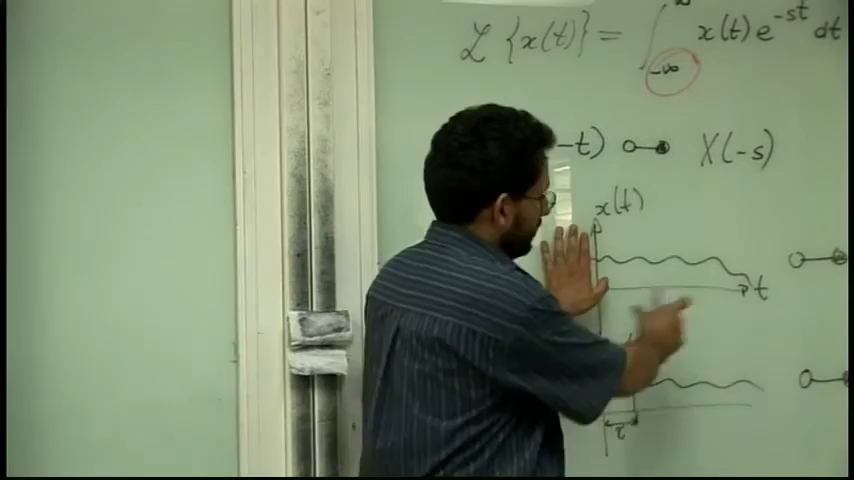 ℒ {x(t)} = ∫_{-∞}^{∞} x(t) e^{-st} dt
-t) X(-s)
x(t)
t
τ